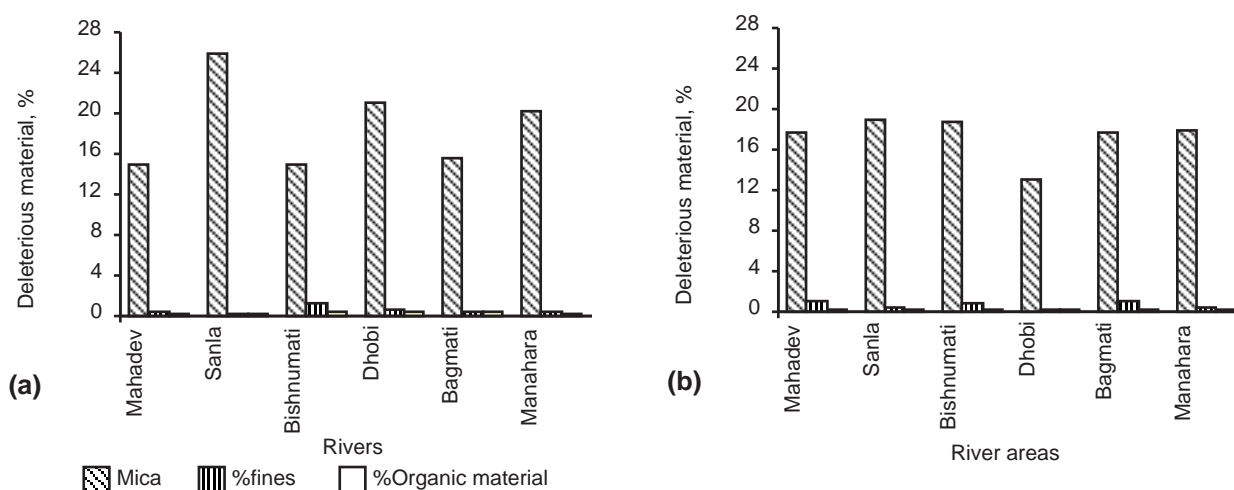 Deleterious material, %
28
24
20
16
12
8
4
0
Mahadev
Sanla
Bishnumati
Dhobi
Bagmati
Manahara
(a)
Rivers
Mica
%fines
%Organic material
Deleterious material, %
28
24
20
16
12
8
4
0
Mahadev
Sanla
Bishnumati
Dhobi
Bagmati
Manahara
(b)
River areas